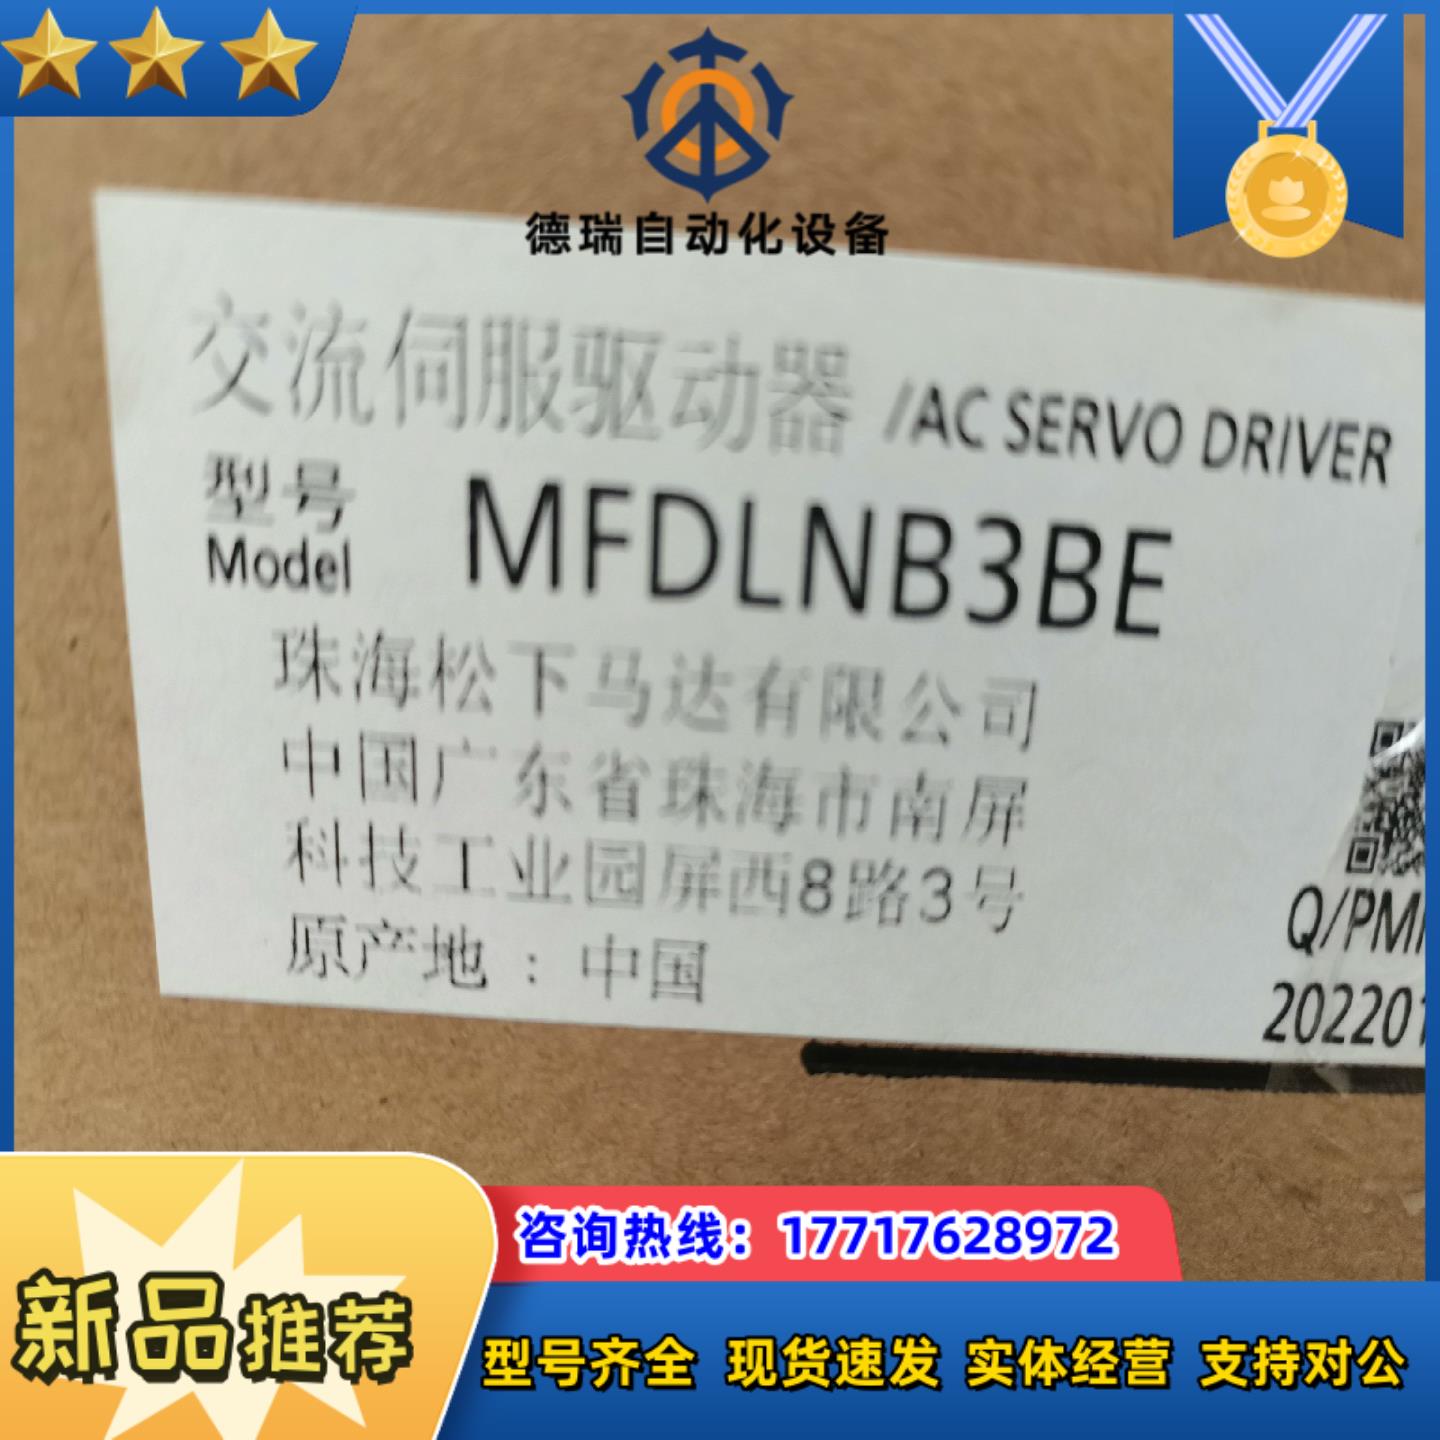 德瑞自动化设备
交流伺服驱动器 /AC SERVO DRIVER
型号
Model MFDLNB3BE
珠海松下马达有限公司
中国广东省珠海市南屏
科技工业园屏西8路3号
原产地：中国
Q/PM
202201
咨询热线：17717628972
新品推荐
型号齐全 现货速发 实体经营 支持对公